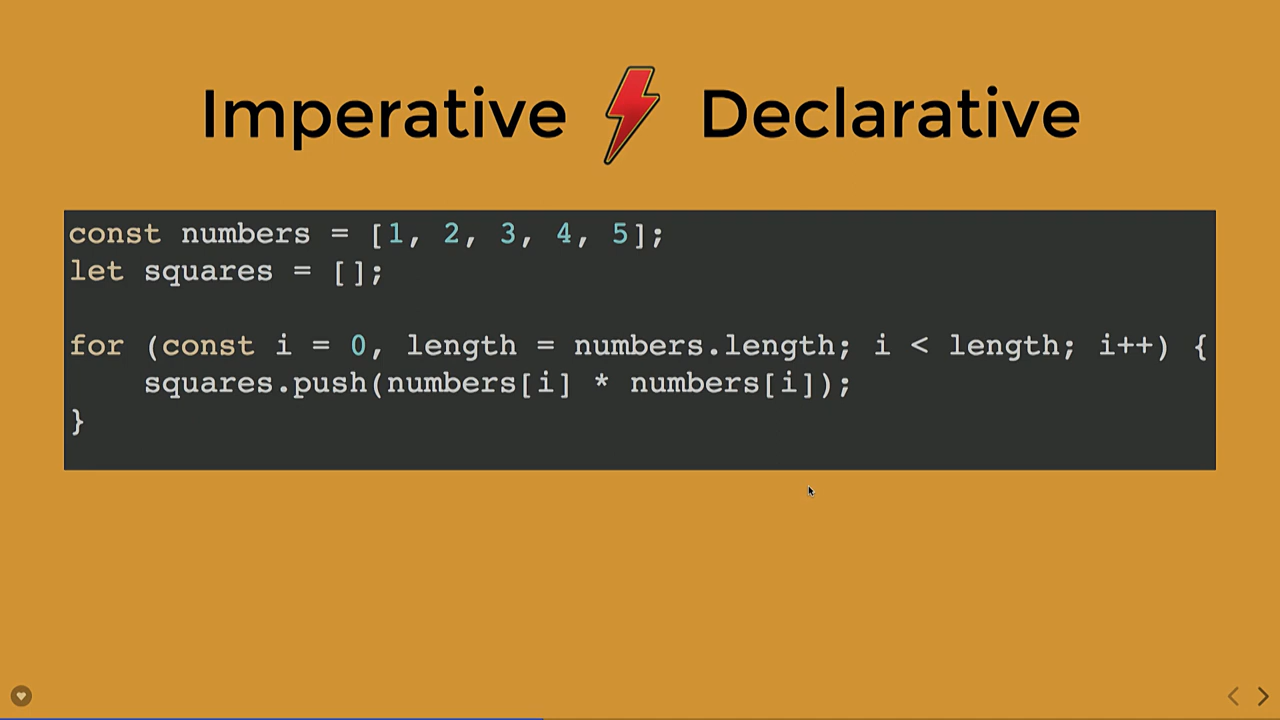 Imperative Declarative
const numbers = [1, 2, 3, 4, 5];
let squares = [];
for (const i = 0, length = numbers.length; i < length; i++) {
    squares.push(numbers[i] * numbers[i]);
}